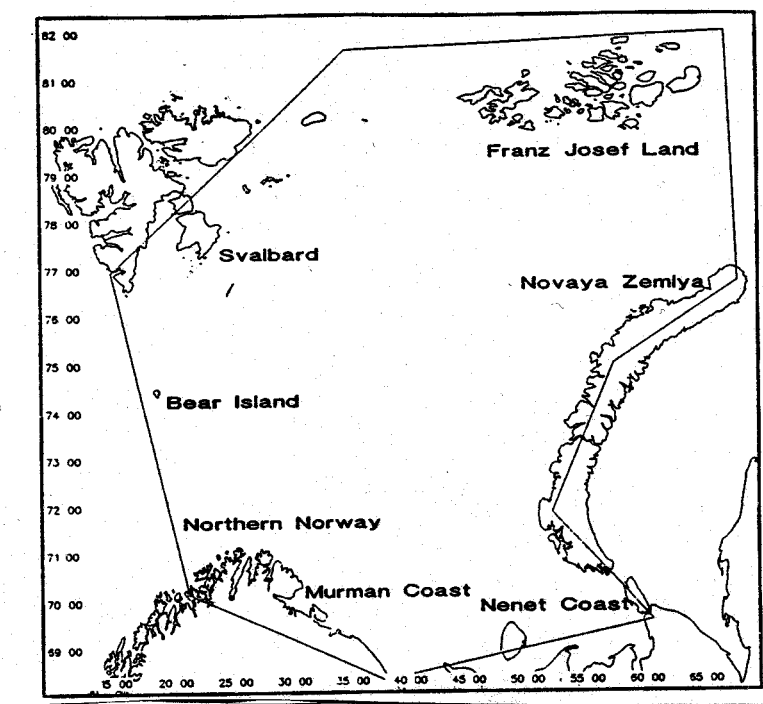 82 00
81 00
80 00
Franz Josef Land
79 00
78 00
Svalbard
77 00
Novaya Zemlya
76 00
75 00
Bear Island
74 00
73 00
72 00
Northern Norway
71 00
Murman Coast
70 00
Nenet Coast
69 00
15 00 20 00 25 00 30 00 35 00 40 00 45 00 50 00 55 00 60 00 65 00